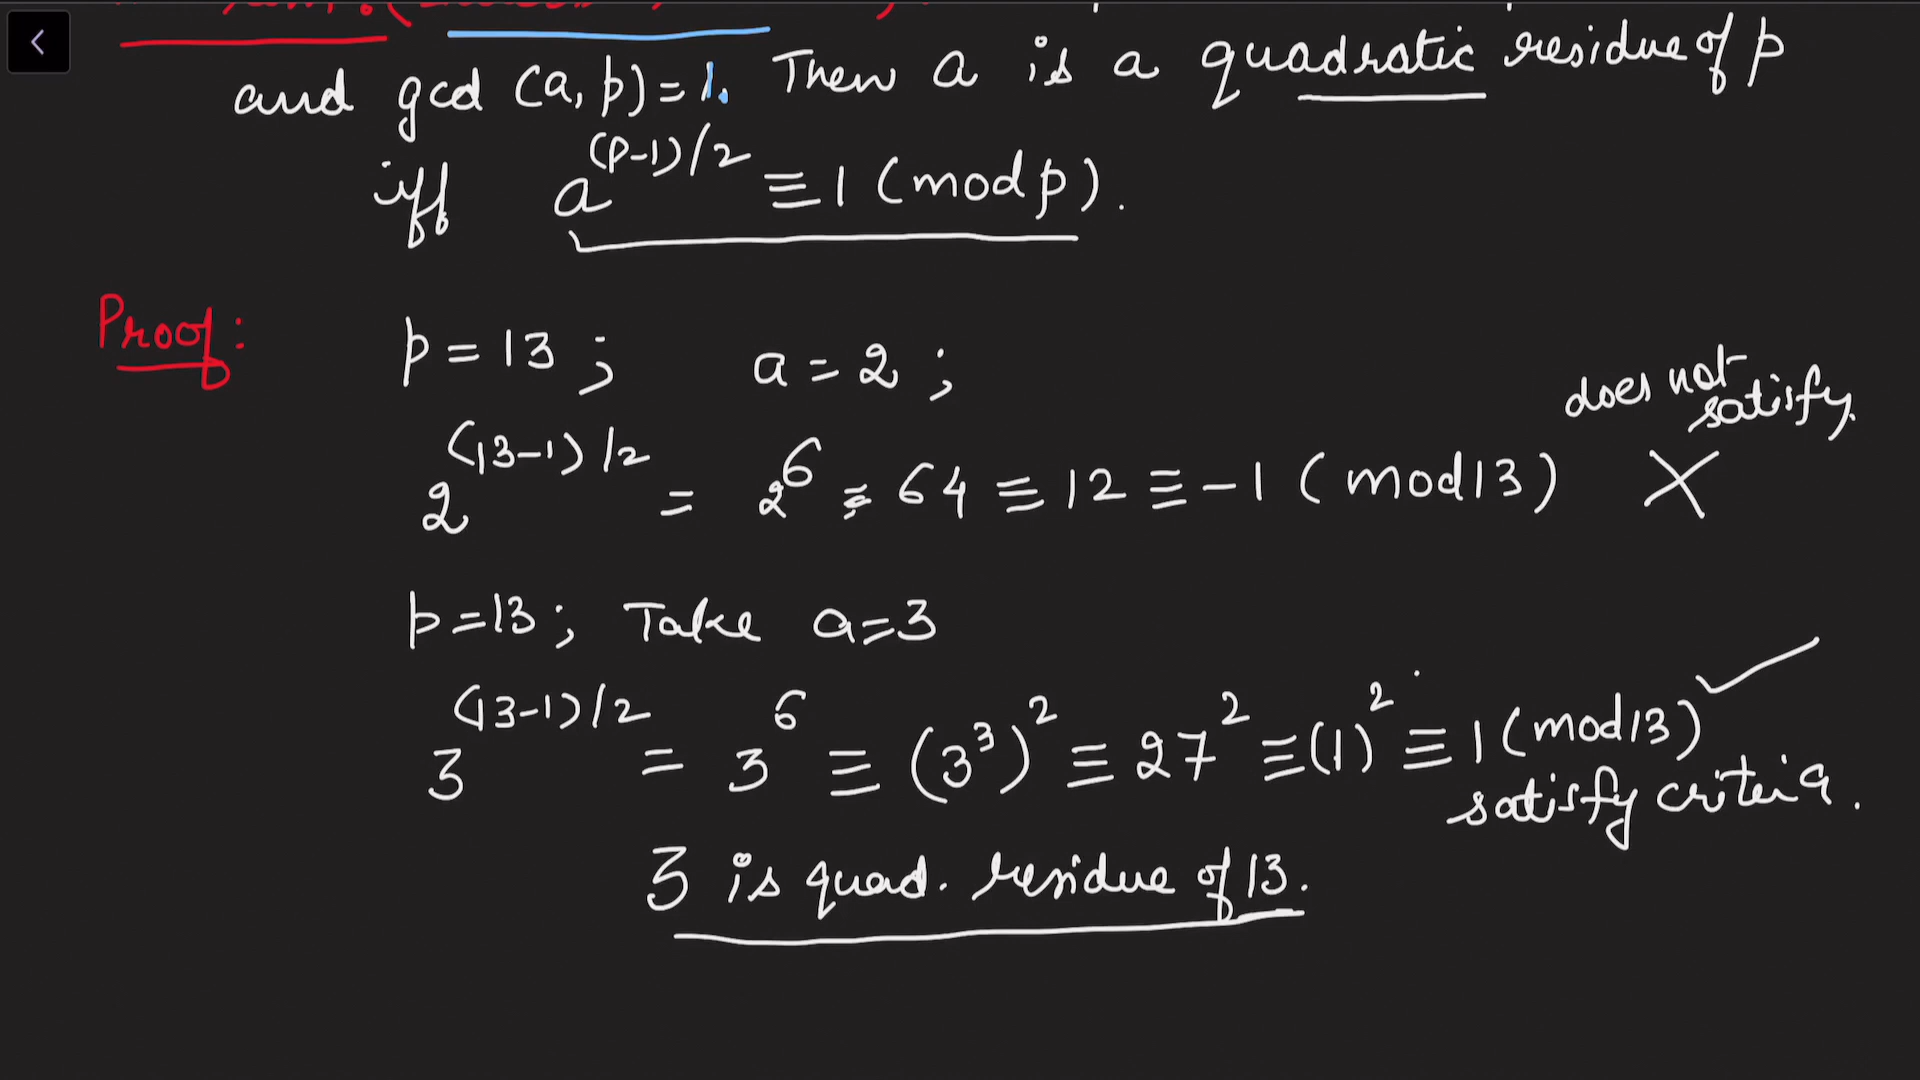 and gcd (a, p) = 1. Then a is a quadratic residue of p
iff a^{(p-1)/2} ≡ 1 (mod p).
Proof: p = 13 ; a = 2 ;
does not satisfy.
2^{(13-1)/2} = 2^6 ≡ 64 ≡ 12 ≡ -1 (mod 13) ✗
p = 13 ; Take a = 3
3^{(13-1)/2} = 3^6 ≡ (3^3)^2 ≡ 27^2 ≡ (1)^2 ≡ 1 (mod 13) ✓
satisfy criteria.
3 is quad. residue of 13.